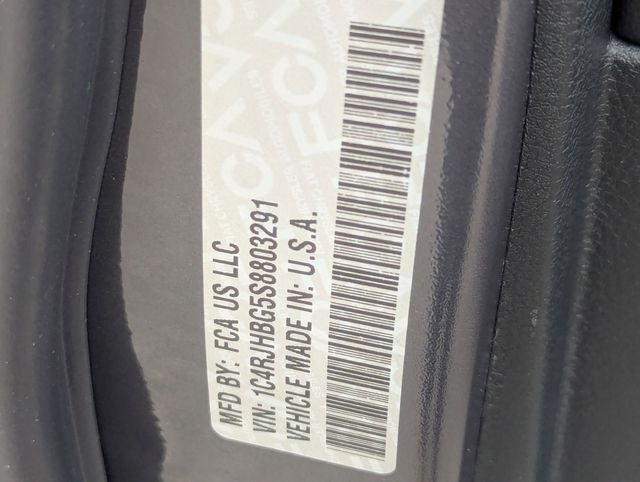 MFD BY: FCA US LLC
VIN: 1C4RJHBG5S8803291
VEHICLE MADE IN: U.S.A.